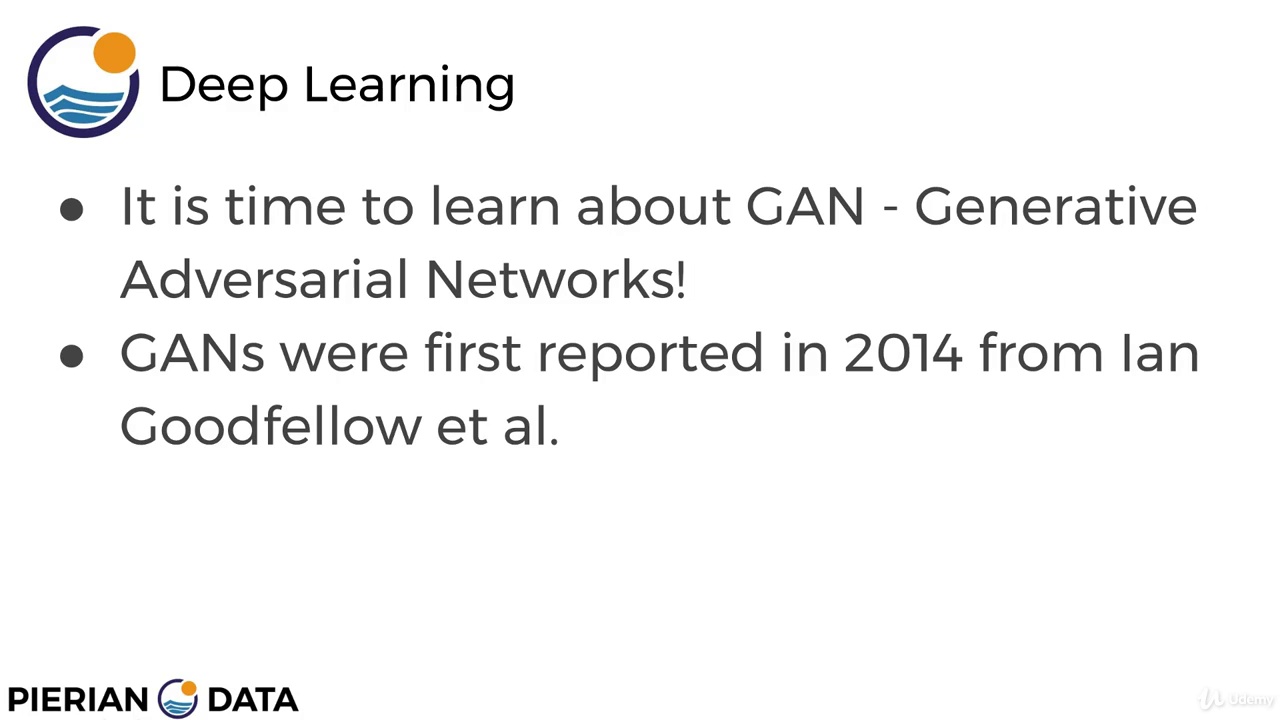 Deep Learning
● It is time to learn about GAN - Generative
Adversarial Networks!
● GANs were first reported in 2014 from Ian
Goodfellow et al.
PIERIAN DATA
Udemy